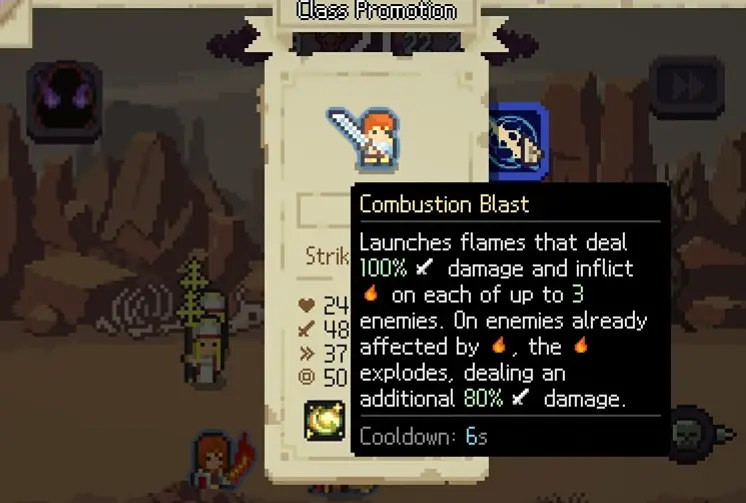 Class Promotion
Combustion Blast
Launches flames that deal
100% damage and inflict
on each of up to 3
enemies. On enemies already
affected by , the
explodes, dealing an
additional 80% damage.
Cooldown: 6s
Strik
24
48
37
50